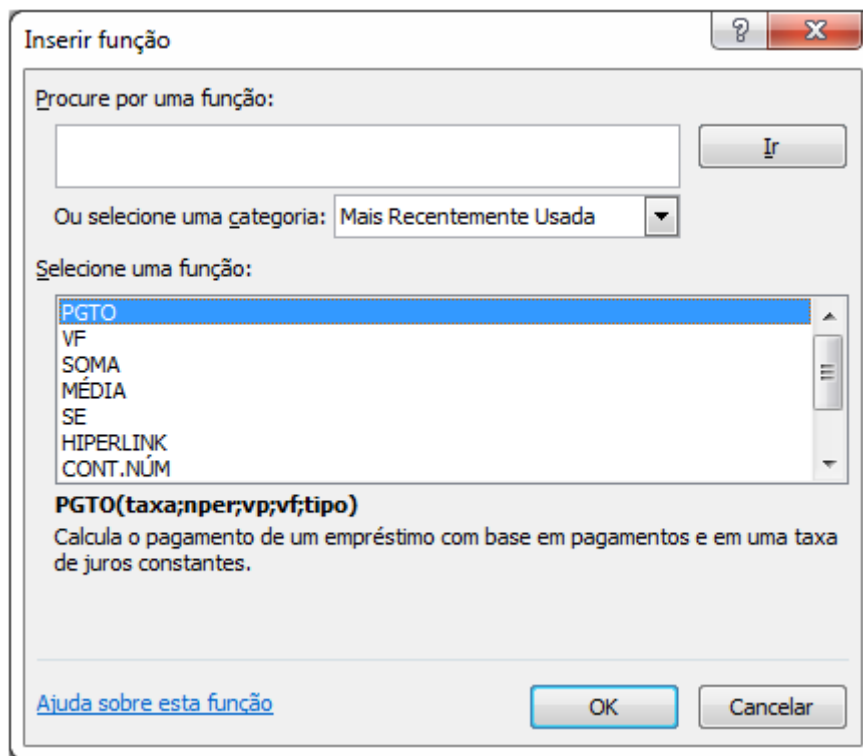 Inserir função
Procure por uma função:
Ir
Ou selecione uma categoria: Mais Recentemente Usada
Selecione uma função:
PGTO
VF
SOMA
MÉDIA
SE
HIPERLINK
CONT.NÚM
PGTO(taxa;nper;vp;vf;tipo)
Calcula o pagamento de um empréstimo com base em pagamentos e em uma taxa
de juros constantes.
Ajuda sobre esta função
OK Cancelar